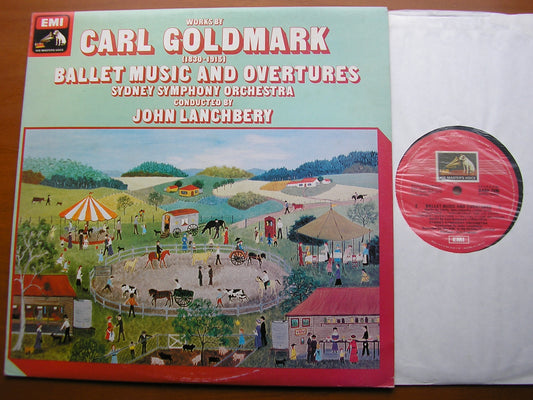 EMI
HIS MASTER'S VOICE
WORKS BY
CARL GOLDMARK
(1830-1915)
BALLET MUSIC AND OVERTURES
SYDNEY SYMPHONY ORCHESTRA
CONDUCTED BY
JOHN LANCHBERY
HIS MASTER'S VOICE
BALLET MUSIC AND OVERTURES
EMI